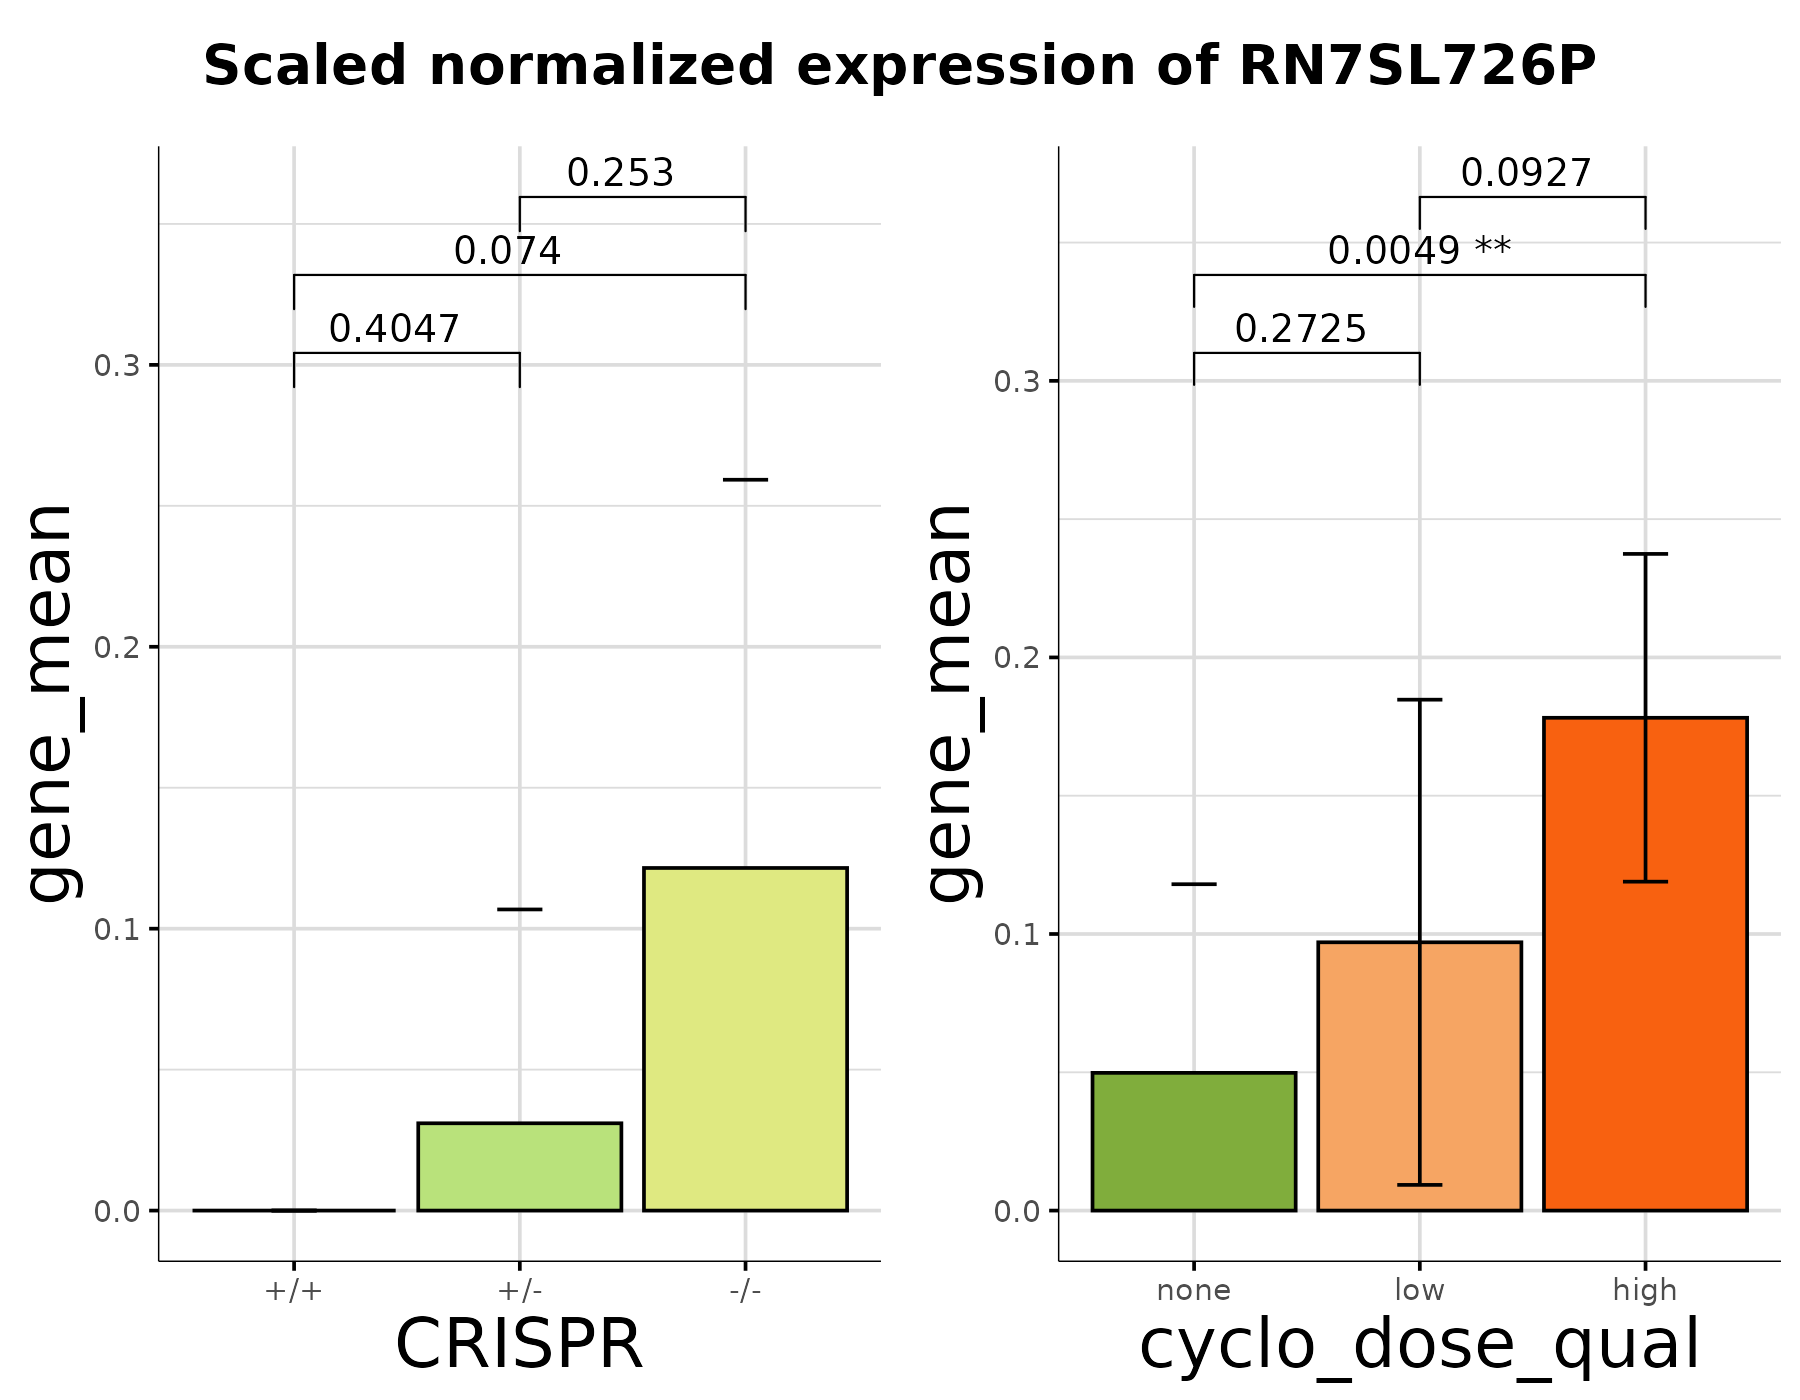 Scaled normalized expression of RN7SL726P
gene_mean
0.253
0.074
0.4047
0.3
0.2
0.1
0.0
+/+ +/- -/-
CRISPR
gene_mean
0.0927
0.0049 **
0.2725
0.3
0.2
0.1
0.0
none low high
cyclo_dose_qual